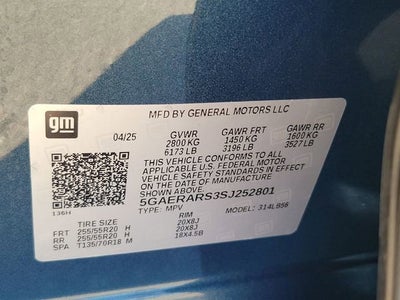 gm
MFD BY GENERAL MOTORS LLC
04/25 GVWR GAWR FRT GAWR RR
2800 KG 1450 KG 1600 KG
6173 LB 3196 LB 3527 LB
THIS VEHICLE CONFORMS TO ALL
APPLICABLE U.S. FEDERAL MOTOR
VEHICLE SAFETY STANDARDS IN EFFECT
ON THE DATE OF MANUFACTURE
SHOWN ABOVE.
5GAERARS3SJ252801
136H TYPE: MPV MODEL: 314LB56
TIRE SIZE RIM
FRT 255/55R20 H 20X8J
RR 255/55R20 H 20X8J
SPA T135/70R18 M 18X4.5B